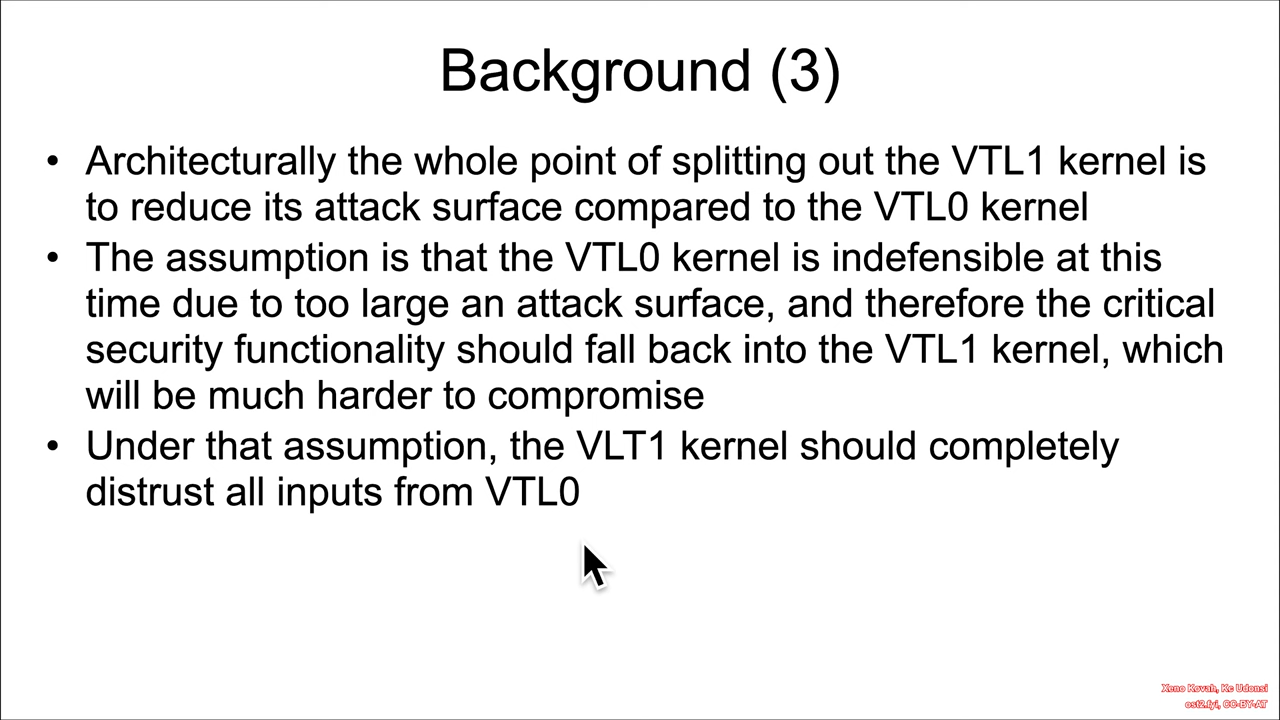 Background (3)
• Architecturally the whole point of splitting out the VTL1 kernel is
to reduce its attack surface compared to the VTL0 kernel
• The assumption is that the VTL0 kernel is indefensible at this
time due to too large an attack surface, and therefore the critical
security functionality should fall back into the VTL1 kernel, which
will be much harder to compromise
• Under that assumption, the VLT1 kernel should completely
distrust all inputs from VTL0
Xeno Kovah, Kc Udonsi
ost2.fyi, CC-BY-AT